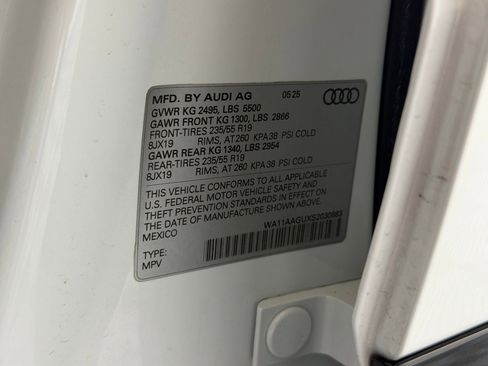 MFD. BY AUDI AG 05/25
GVWR KG 2495, LBS 5500
GAWR FRONT KG 1300, LBS 2866
FRONT-TIRES 235/55 R19
8JX19 RIMS, AT 260 KPA 38 PSI COLD
GAWR REAR KG 1340, LBS 2954
REAR-TIRES 235/55 R19
8JX19 RIMS, AT 260 KPA 38 PSI COLD
THIS VEHICLE CONFORMS TO ALL APPLICABLE
U.S. FEDERAL MOTOR VEHICLE SAFETY AND
THEFT PREVENTION STANDARDS IN EFFECT ON
THE DATE OF MANUFACTURE SHOWN ABOVE.
MEXICO
WA11AAGUXS2030883
TYPE:
MPV